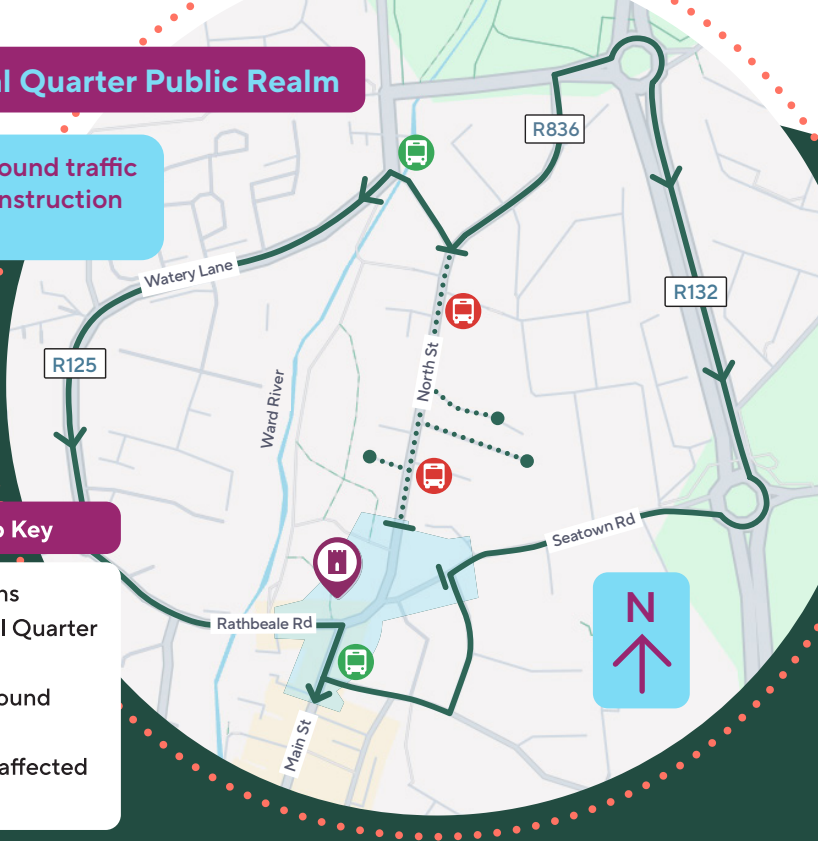 l Quarter Public Realm
ound traffic
nstruction
R836
Watery Lane
R132
R125
North St
Ward River
Key
ns
l Quarter
Seatown Rd
N
Rathbeale Rd
ound
Main St
affected